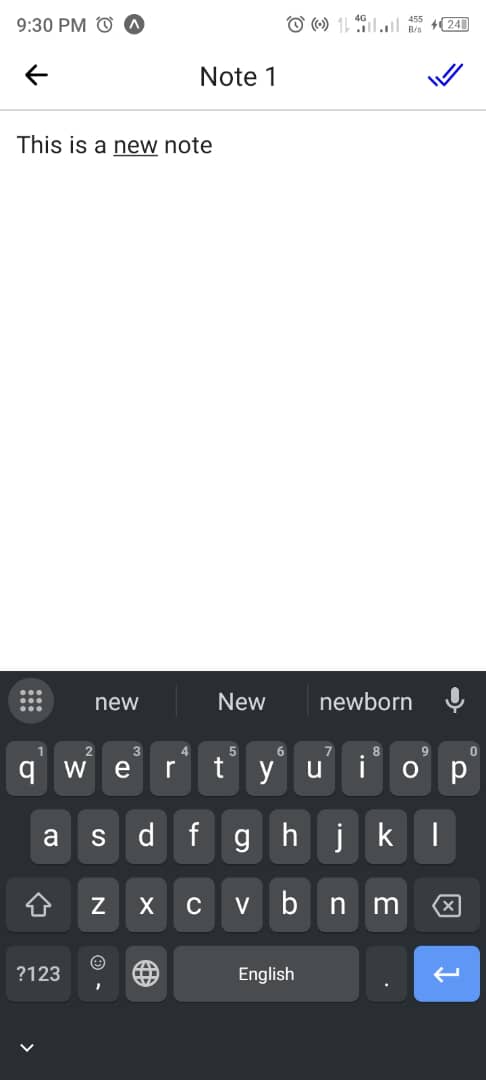 9:30 PM 4G 455 B/s 24
Note 1
This is a new note
new New newborn
1 2 3 4 5 6 7 8 9 0
q w e r t y u i o p
a s d f g h j k l
z x c v b n m
?123 , English .